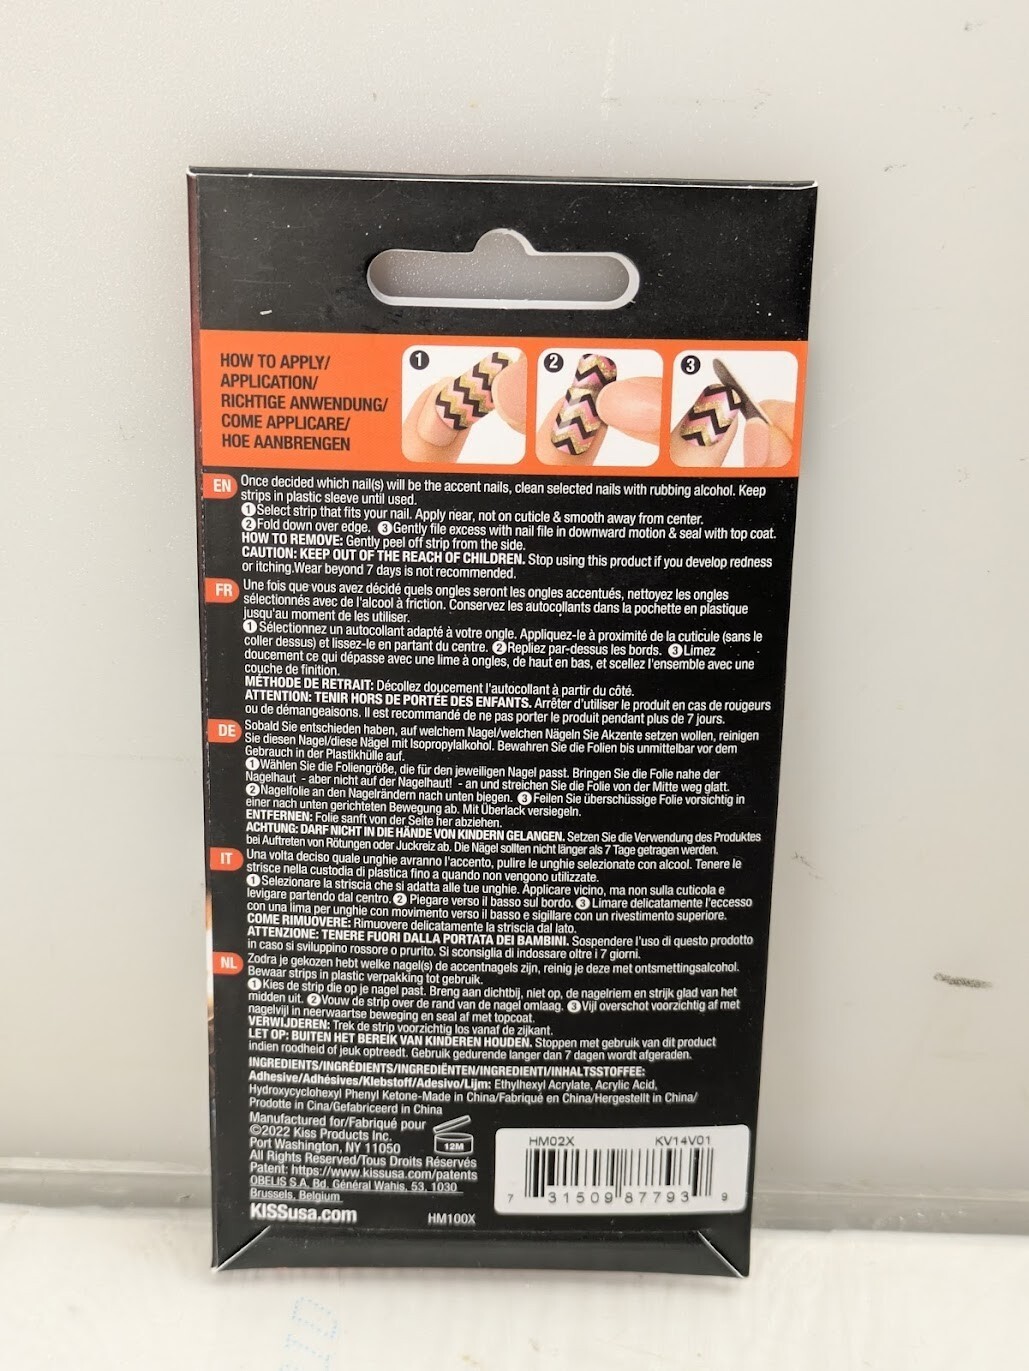 HOW TO APPLY/
APPLICATION/
RICHTIGE ANWENDUNG/
COME APPLICARE/
HOE AANBRENGEN
1
2
3
EN
Once decided which nail(s) will be the accent nails, clean selected nails with rubbing alcohol. Keep
strips in plastic sleeve until used.
1 Select strip that fits your nail. Apply near, not on cuticle & smooth away from center.
2 Fold down over edge. 3 Gently file excess with nail file in downward motion & seal with top coat.
HOW TO REMOVE: Gently peel off strip from the side.
CAUTION: KEEP OUT OF THE REACH OF CHILDREN. Stop using this product if you develop redness
or itching.Wear beyond 7 days is not recommended.
FR
Une fois que vous avez décidé quels ongles seront les ongles accentués, nettoyez les ongles
sélectionnés avec de l'alcool à friction. Conservez les autocollants dans la pochette en plastique
jusqu'au moment de les utiliser.
1 Sélectionnez un autocollant adapté à votre ongle. Appliquez-le à proximité de la cuticule (sans le
coller dessus) et lissez-le en partant du centre. 2 Repliez par-dessus les bords. 3 Limez
doucement ce qui dépasse avec une lime à ongles, de haut en bas, et scellez l'ensemble avec une
couche de finition.
MÉTHODE DE RETRAIT: Décollez doucement l'autocollant à partir du côté.
ATTENTION: TENIR HORS DE PORTÉE DES ENFANTS. Arrêter d'utiliser le produit en cas de rougeurs
ou de démangeaisons. Il est recommandé de ne pas porter le produit pendant plus de 7 jours.
DE
Sobald Sie entschieden haben, auf welchem Nagel/welchen Nägeln Sie Akzente setzen wollen, reinigen
Sie diesen Nagel/diese Nägel mit Isopropylalkohol. Bewahren Sie die Folien bis unmittelbar vor dem
Gebrauch in der Plastikhülle auf.
1 Wählen Sie die Foliengröße, die für den jeweiligen Nagel passt. Bringen Sie die Folie nahe der
Nagelhaut - aber nicht auf der Nagelhaut! - an und streichen Sie die Folie von der Mitte weg glatt.
2 Nagelfolie an den Nagelrändern nach unten biegen. 3 Feilen Sie überschüssige Folie vorsichtig in
einer nach unten gerichteten Bewegung ab. Mit Überlack versiegeln.
ENTFERNEN: Folie sanft von der Seite her abziehen.
ACHTUNG: DARF NICHT IN DIE HÄNDE VON KINDERN GELANGEN. Setzen Sie die Verwendung des Produktes
bei Auftreten von Rötungen oder Juckreiz ab. Die Nägel sollten nicht länger als 7 Tage getragen werden.
IT
Una volta deciso quale unghie avranno l'accento, pulire le unghie selezionate con alcool. Tenere le
strisce nella custodia di plastica fino a quando non vengono utilizzate.
1 Selezionare la striscia che si adatta alle tue unghie. Applicare vicino, ma non sulla cuticola e
levigare partendo dal centro. 2 Piegare verso il basso sul bordo. 3 Limare delicatamente l'eccesso
con una lima per unghie con movimento verso il basso e sigillare con un rivestimento superiore.
COME RIMUOVERE: Rimuovere delicatamente la striscia dal lato.
ATTENZIONE: TENERE FUORI DALLA PORTATA DEI BAMBINI. Sospendere l'uso di questo prodotto
in caso si sviluppino rossore o prurito. Si sconsiglia di indossare oltre i 7 giorni.
NL
Zodra je gekozen hebt welke nagel(s) de accentnagels zijn, reinig je deze met ontsmettingsalcohol.
Bewaar strips in plastic verpakking tot gebruik.
1 Kies de strip die op je nagel past. Breng aan dichtbij, niet op, de nagelriem en strijk glad van het
midden uit. 2 Vouw de strip over de rand van de nagel omlaag. 3 Vijl overschot voorzichtig af met
nagelvijl in neerwaartse beweging en seal af met topcoat.
VERWIJDEREN: Trek de strip voorzichtig los vanaf de zijkant.
LET OP: BUITEN HET BEREIK VAN KINDEREN HOUDEN. Stoppen met gebruik van dit product
indien roodheid of jeuk optreedt. Gebruik gedurende langer dan 7 dagen wordt afgeraden.
INGREDIENTS/INGRÉDIENTS/INGREDIËNTEN/INGREDIENTI/INHALTSSTOFFEE:
Adhesive/Adhésives/Klebstoff/Adesivo/Lijm: Ethylhexyl Acrylate, Acrylic Acid,
Hydroxycyclohexyl Phenyl Ketone-Made in China/Fabriqué en China/Hergestellt in China/
Prodotte in Cina/Gefabriceerd in China
Manufactured for/Fabriqué pour
©2022 Kiss Products Inc.
Port Washington, NY 11050
All Rights Reserved/Tous Droits Réservés
Patent: https://www.kissusa.com/patents
OBELIS S.A. Bd. Général Wahis, 53, 1030
Brussels, Belgium
KISSusa.com
12M
HM100X
HM02X KV14V01
7 31509 87793 9